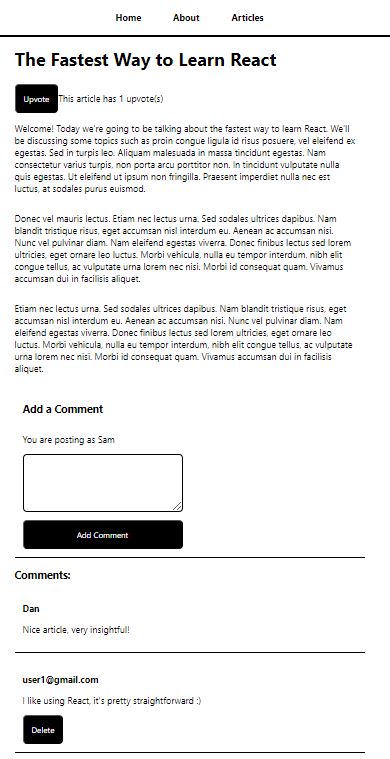 Home About Articles
The Fastest Way to Learn React
Upvote This article has 1 upvote(s)
Welcome! Today we're going to be talking about the fastest way to learn React. We'll
be discussing some topics such as proin congue ligula id risus posuere, vel eleifend ex
egestas. Sed in turpis leo. Aliquam malesuada in massa tincidunt egestas. Nam
consectetur varius turpis, non porta arcu porttitor non. In tincidunt vulputate nulla
quis egestas. Ut eleifend ut ipsum non fringilla. Praesent imperdiet nulla nec est
luctus, at sodales purus euismod.
Donec vel mauris lectus. Etiam nec lectus urna. Sed sodales ultrices dapibus. Nam
blandit tristique risus, eget accumsan nisl interdum eu. Aenean ac accumsan nisi.
Nunc vel pulvinar diam. Nam eleifend egestas viverra. Donec finibus lectus sed lorem
ultricies, eget ornare leo luctus. Morbi vehicula, nulla eu tempor interdum, nibh elit
congue tellus, ac vulputate urna lorem nec nisi. Morbi id consequat quam. Vivamus
accumsan dui in facilisis aliquet.
Etiam nec lectus urna. Sed sodales ultrices dapibus. Nam blandit tristique risus, eget
accumsan nisl interdum eu. Aenean ac accumsan nisi. Nunc vel pulvinar diam. Nam
eleifend egestas viverra. Donec finibus lectus sed lorem ultricies, eget ornare leo
luctus. Morbi vehicula, nulla eu tempor interdum, nibh elit congue tellus, ac vulputate
urna lorem nec nisi. Morbi id consequat quam. Vivamus accumsan dui in facilisis
aliquet.
Add a Comment
You are posting as Sam
Add Comment
Comments:
Dan
Nice article, very insightful!
user1@gmail.com
I like using React, it's pretty straightforward :)
Delete